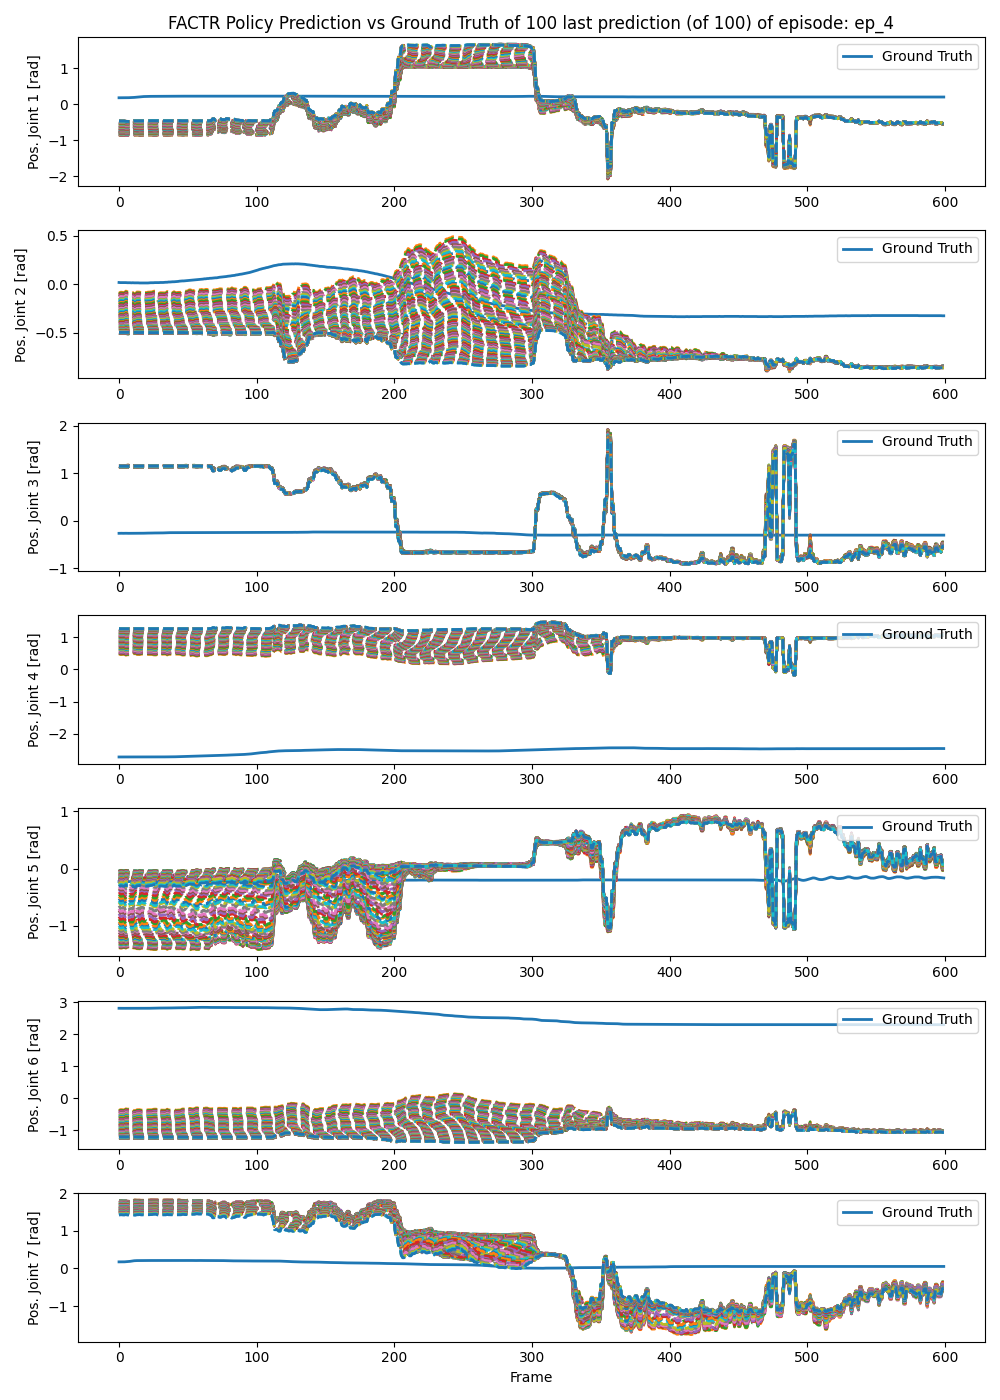 FACTR Policy Prediction vs Ground Truth of 100 last prediction (of 100) of episode: ep_4
Pos. Joint 1 [rad]
1
0
−1
−2
Ground Truth
0 100 200 300 400 500 600
Pos. Joint 2 [rad]
0.5
0.0
−0.5
Ground Truth
0 100 200 300 400 500 600
Pos. Joint 3 [rad]
2
1
0
−1
Ground Truth
0 100 200 300 400 500 600
Pos. Joint 4 [rad]
1
0
−1
−2
Ground Truth
0 100 200 300 400 500 600
Pos. Joint 5 [rad]
1
0
−1
Ground Truth
0 100 200 300 400 500 600
Pos. Joint 6 [rad]
3
2
1
0
−1
Ground Truth
0 100 200 300 400 500 600
Pos. Joint 7 [rad]
2
1
0
−1
Ground Truth
0 100 200 300 400 500 600
Frame